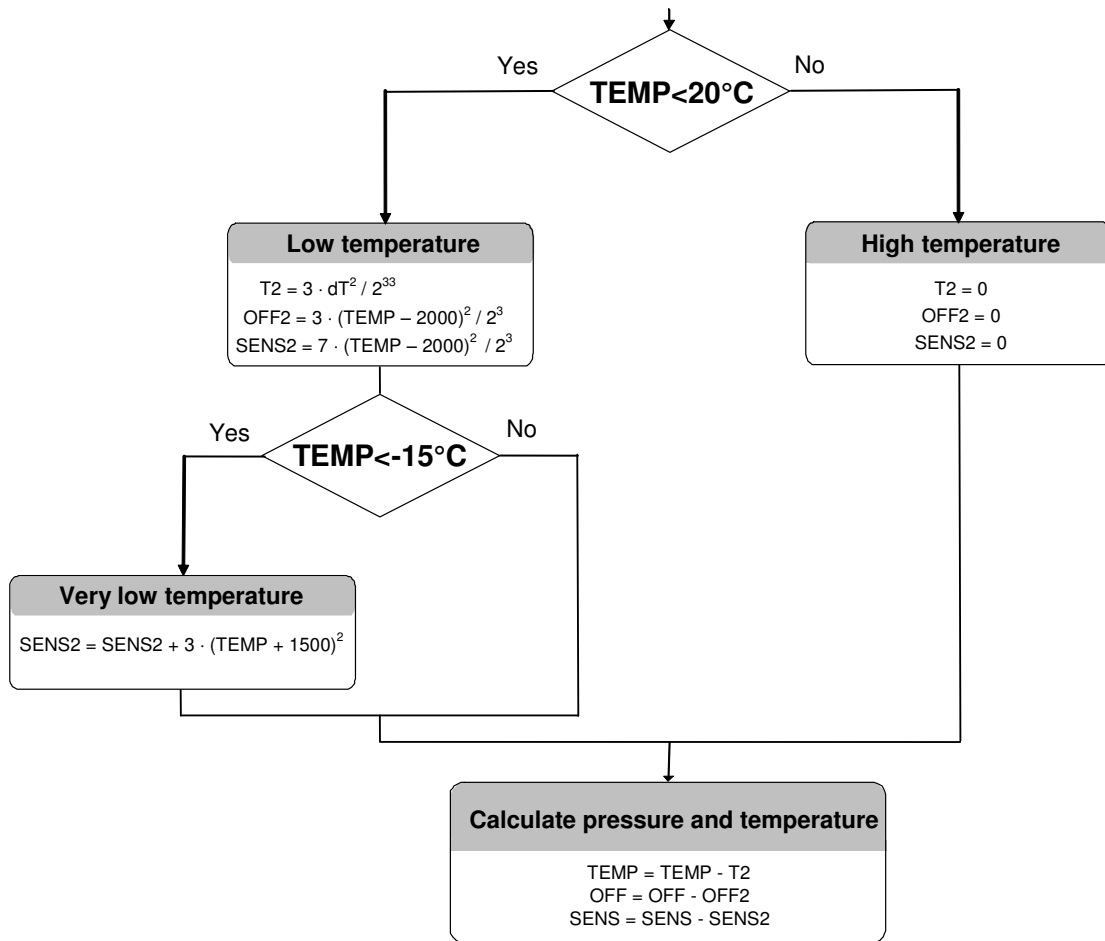 Yes
No
TEMP<20°C
Low temperature
T2 = 3 · dT² / 2³³
OFF2 = 3 · (TEMP – 2000)² / 2³
SENS2 = 7 · (TEMP – 2000)² / 2³
High temperature
T2 = 0
OFF2 = 0
SENS2 = 0
Yes
No
TEMP<-15°C
Very low temperature
SENS2 = SENS2 + 3 · (TEMP + 1500)²
Calculate pressure and temperature
TEMP = TEMP - T2
OFF = OFF - OFF2
SENS = SENS - SENS2